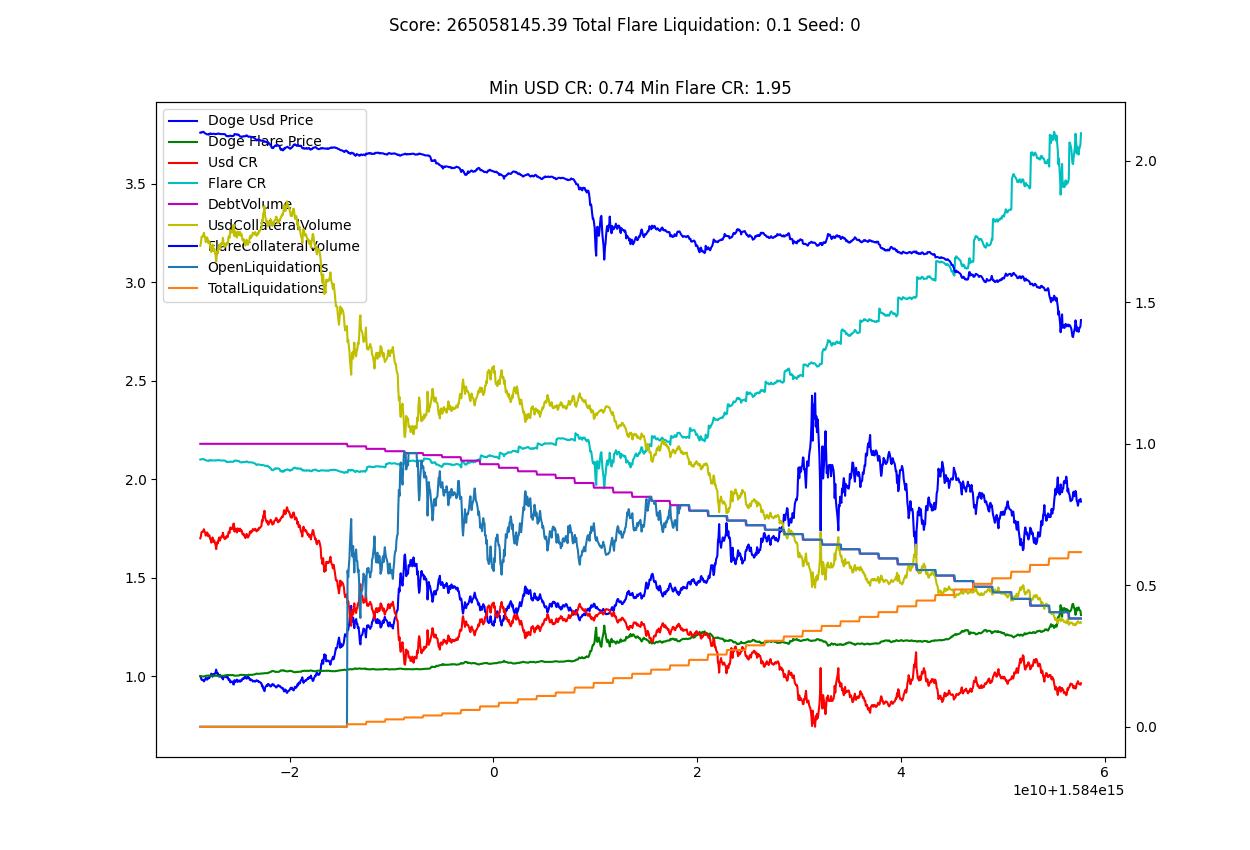 Score: 265058145.39 Total Flare Liquidation: 0.1 Seed: 0
Min USD CR: 0.74 Min Flare CR: 1.95
Doge Usd Price
Doge Flare Price
Usd CR
Flare CR
DebtVolume
UsdCollateralVolume
FlareCollateralVolume
OpenLiquidations
TotalLiquidations
3.5
3.0
2.5
2.0
1.5
1.0
2.0
1.5
1.0
0.5
0.0
−2
0
2
4
6
1e10+1.584e15